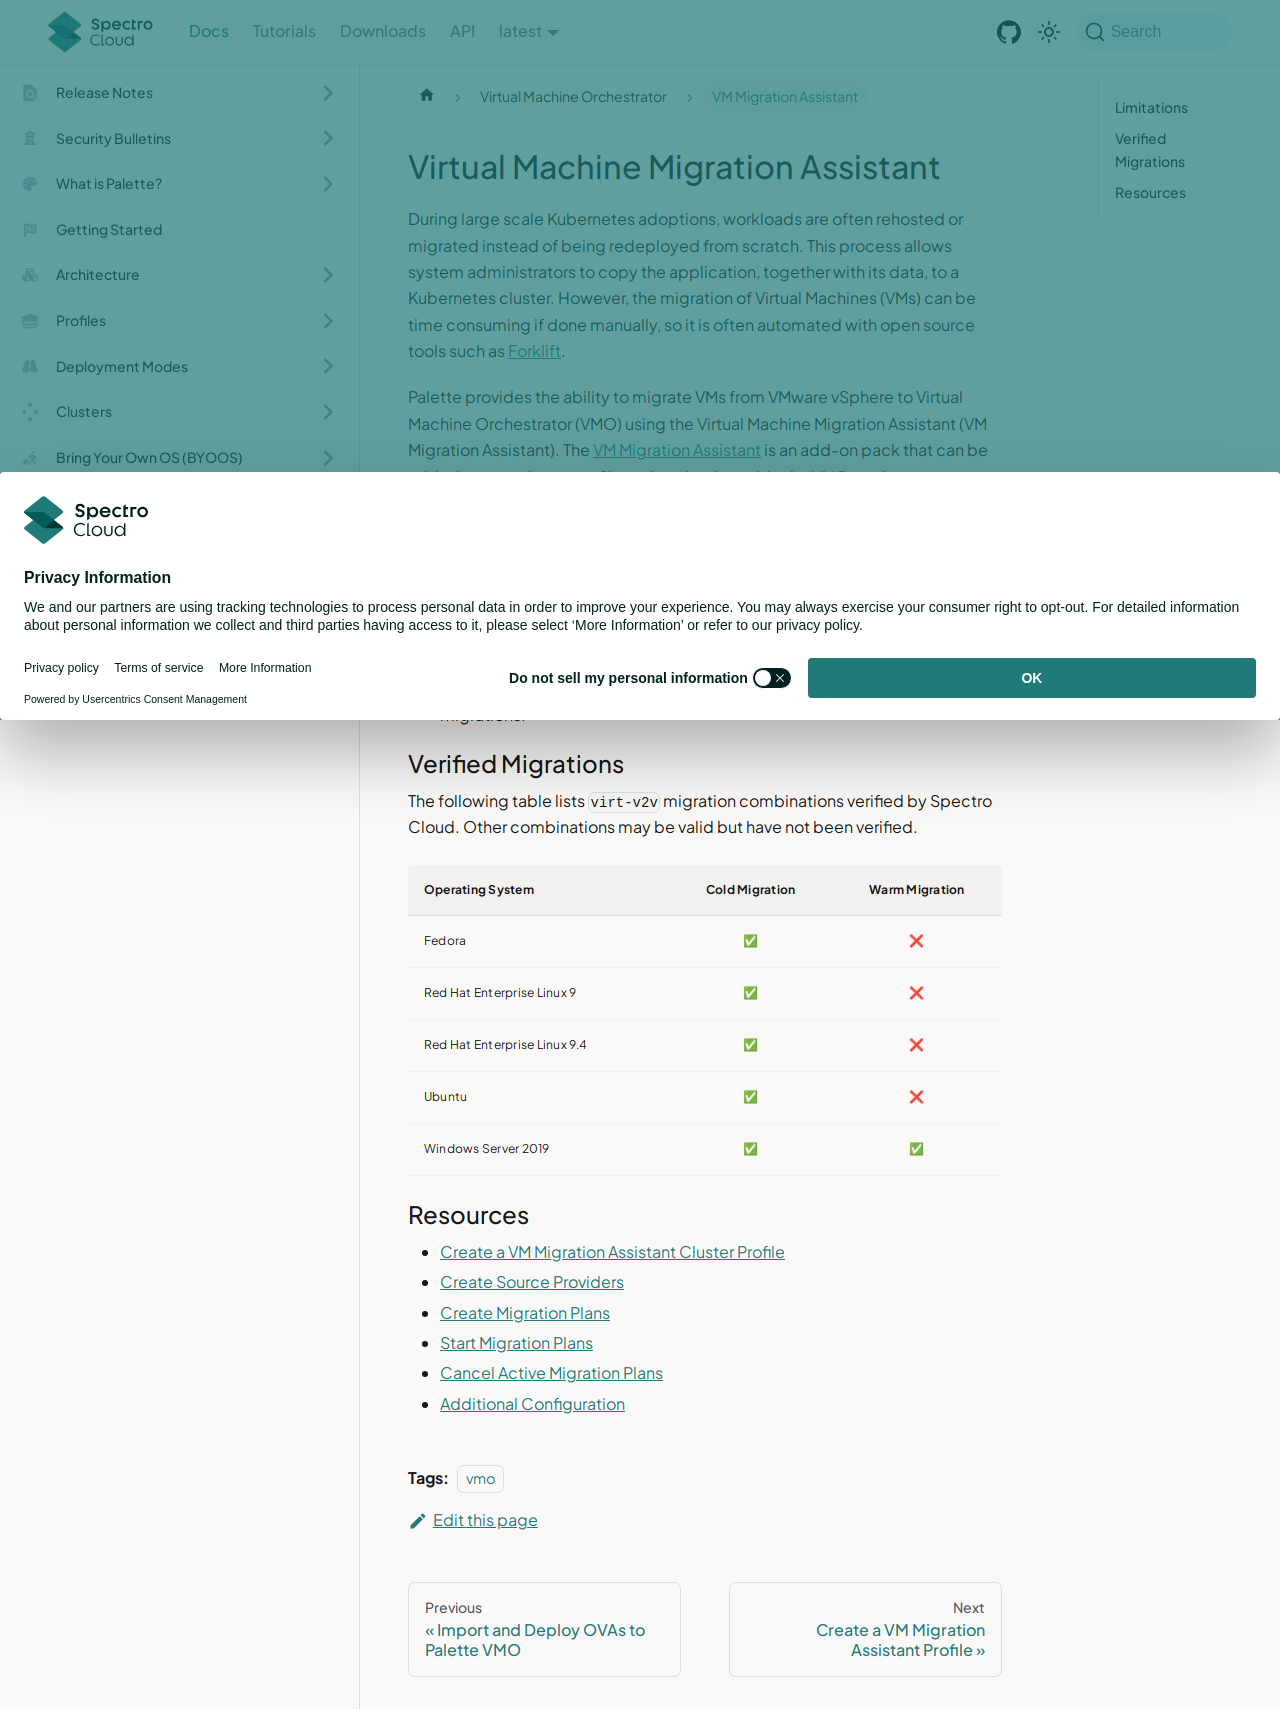 Spectro Cloud
Docs Tutorials Downloads API latest
Search
Release Notes
Security Bulletins
What is Palette?
Getting Started
Architecture
Profiles
Deployment Modes
Clusters
Bring Your Own OS (BYOOS)
Virtual Machine Orchestrator
VM Migration Assistant
Limitations
Verified
Migrations
Resources
Virtual Machine Migration Assistant
During large scale Kubernetes adoptions, workloads are often rehosted or
migrated instead of being redeployed from scratch. This process allows
system administrators to copy the application, together with its data, to a
Kubernetes cluster. However, the migration of Virtual Machines (VMs) can be
time consuming if done manually, so it is often automated with open source
tools such as Forklift.
Palette provides the ability to migrate VMs from VMware vSphere to Virtual
Machine Orchestrator (VMO) using the Virtual Machine Migration Assistant (VM
Migration Assistant). The VM Migration Assistant is an add-on pack that can be
Spectro
Cloud
Privacy Information
We and our partners are using tracking technologies to process personal data in order to improve your experience. You may always exercise your consumer right to opt-out. For detailed information
about personal information we collect and third parties having access to it, please select ‘More Information’ or refer to our privacy policy.
Privacy policy Terms of service More Information
Do not sell my personal information
OK
Powered by Usercentrics Consent Management
migrations.
Verified Migrations
The following table lists virt-v2v migration combinations verified by Spectro
Cloud. Other combinations may be valid but have not been verified.
Operating System Cold Migration Warm Migration
Fedora ✅ ❌
Red Hat Enterprise Linux 9 ✅ ❌
Red Hat Enterprise Linux 9.4 ✅ ❌
Ubuntu ✅ ❌
Windows Server 2019 ✅ ✅
Resources
Create a VM Migration Assistant Cluster Profile
Create Source Providers
Create Migration Plans
Start Migration Plans
Cancel Active Migration Plans
Additional Configuration
Tags: vmo
Edit this page
Previous
« Import and Deploy OVAs to
Palette VMO
Next
Create a VM Migration
Assistant Profile »